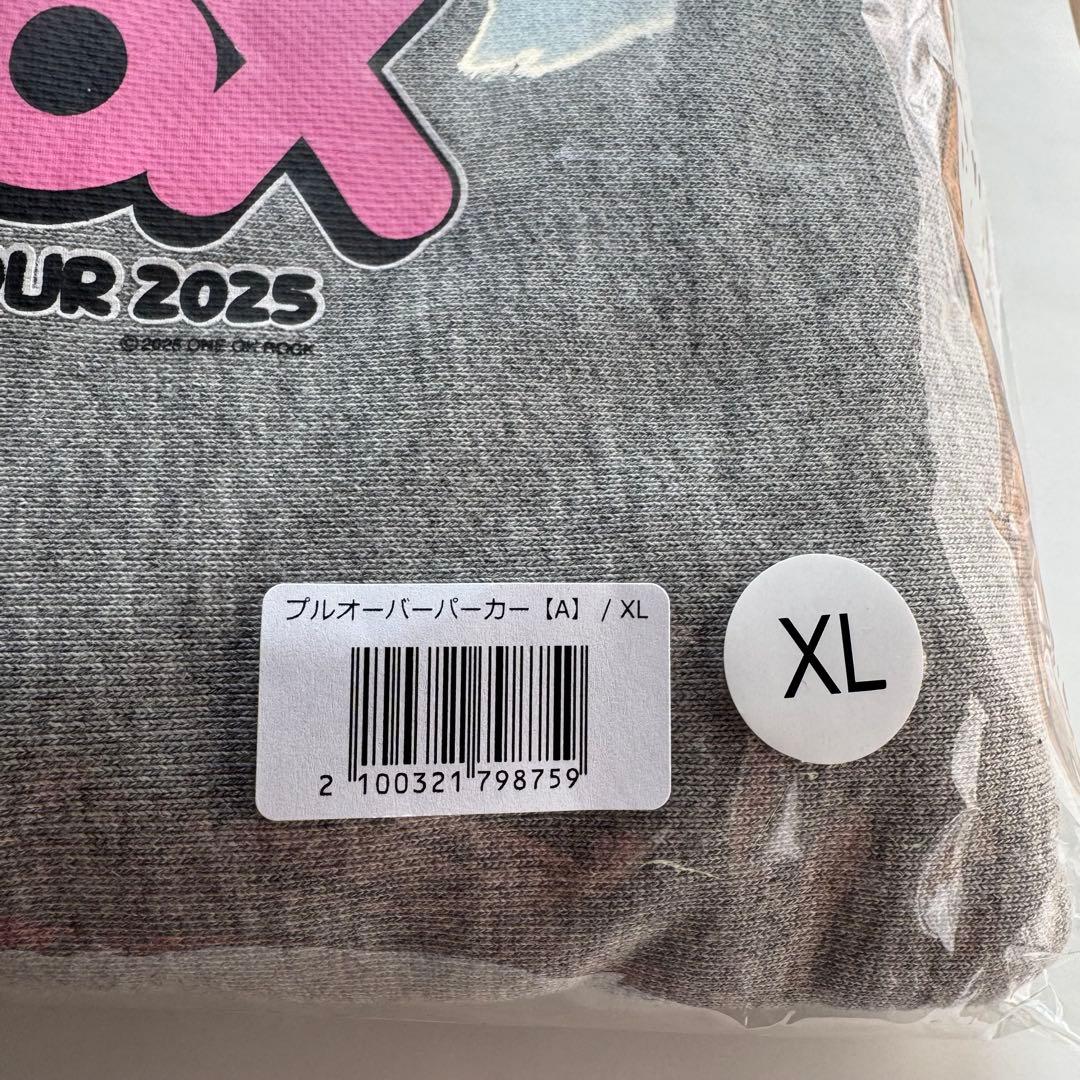 OX
OUR 2025
© 2025 ONE OK ROCK
プルオーバーパーカー【A】 / XL
XL
2 100321 798759